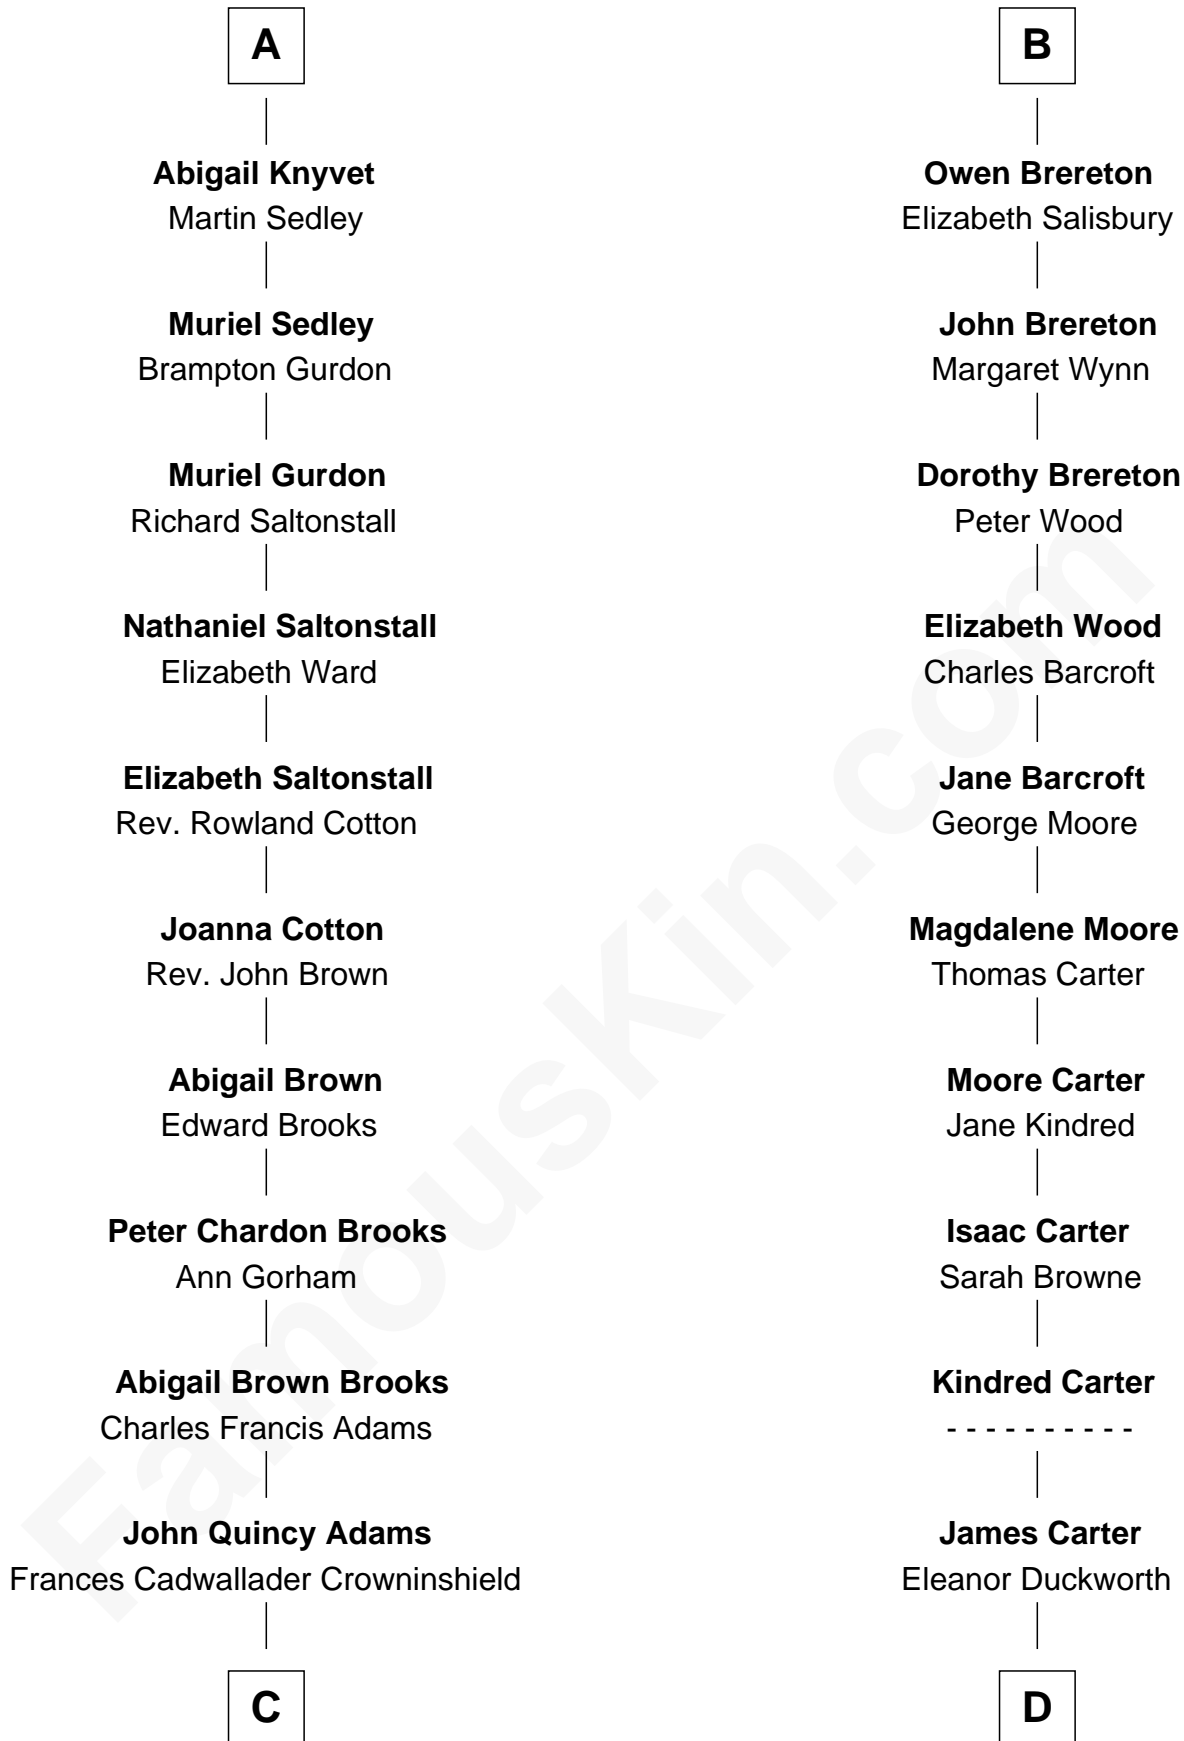 A
Abigail Knyvet
Martin Sedley
Muriel Sedley
Brampton Gurdon
Muriel Gurdon
Richard Saltonstall
Nathaniel Saltonstall
Elizabeth Ward
Elizabeth Saltonstall
Rev. Rowland Cotton
Joanna Cotton
Rev. John Brown
Abigail Brown
Edward Brooks
Peter Chardon Brooks
Ann Gorham
Abigail Brown Brooks
Charles Francis Adams
John Quincy Adams
Frances Cadwallader Crowninshield
C
B
Owen Brereton
Elizabeth Salisbury
John Brereton
Margaret Wynn
Dorothy Brereton
Peter Wood
Elizabeth Wood
Charles Barcroft
Jane Barcroft
George Moore
Magdalene Moore
Thomas Carter
Moore Carter
Jane Kindred
Isaac Carter
Sarah Browne
Kindred Carter
- - - - - - - - - -
James Carter
Eleanor Duckworth
D
FamousKin.com